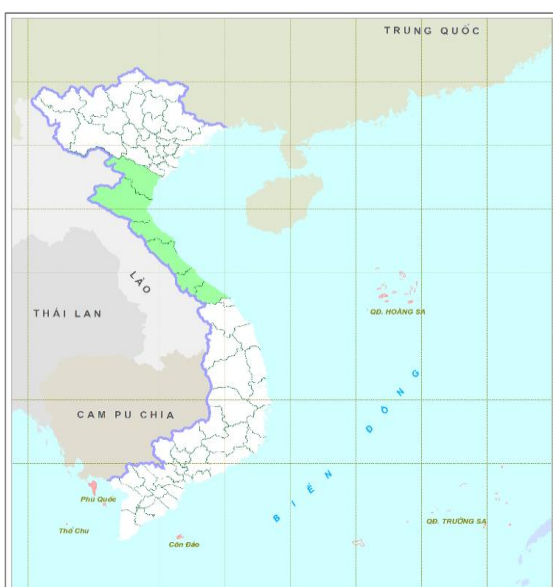 TRUNG QUỐC
LÀO
QĐ. HOÀNG SA
THÁI LAN
CAM PU CHIA
BIỂN ĐÔNG
Phú Quốc
Thổ Chu
Côn Đảo
QĐ. TRƯỜNG SA